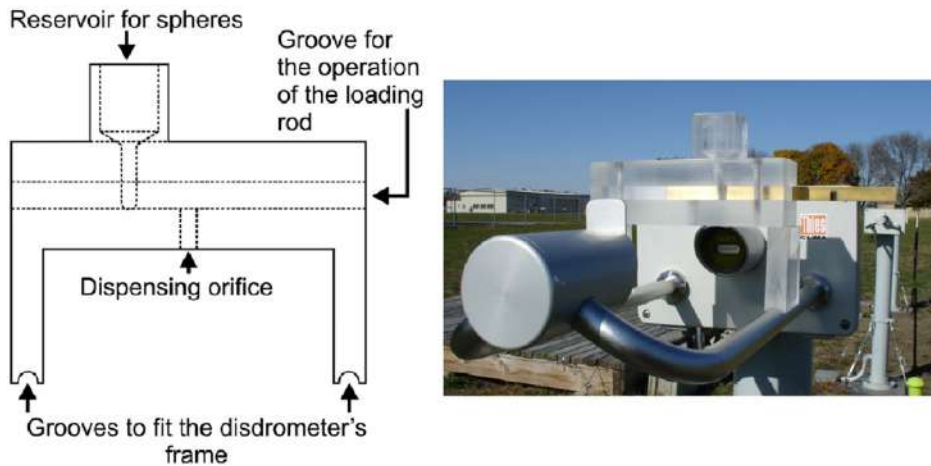 Reservoir for spheres
Groove for
the operation
of the loading
rod
Dispensing orifice
Grooves to fit the disdrometer's
frame